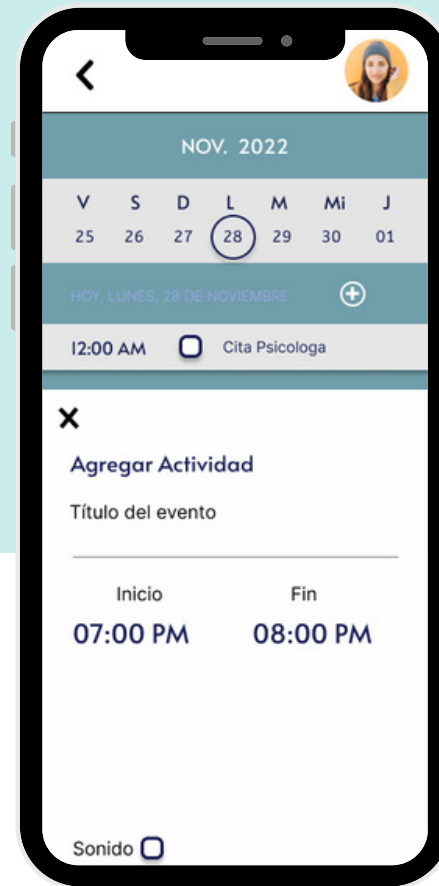 NOV. 2022
V S D L M Mi J
25 26 27 28 29 30 01
HOY, LUNES, 28 DE NOVIEMBRE
12:00 AM Cita Psicologa
Agregar Actividad
Título del evento
Inicio Fin
07:00 PM 08:00 PM
Sonido